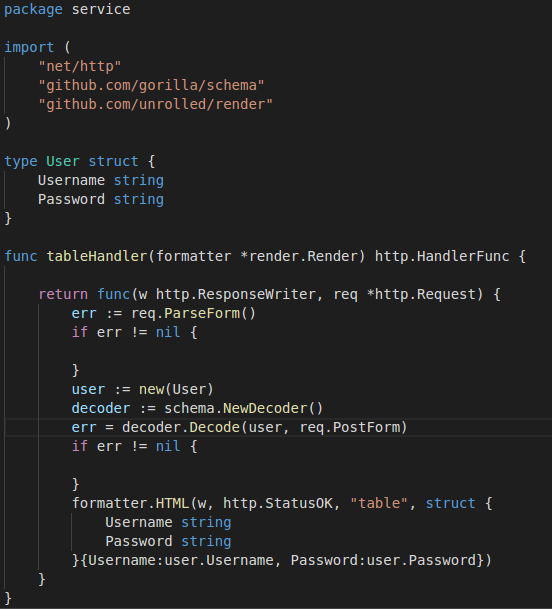 package service
import (
"net/http"
"github.com/gorilla/schema"
"github.com/unrolled/render"
)
type User struct {
Username string
Password string
}
func tableHandler(formatter *render.Render) http.HandlerFunc {
return func(w http.ResponseWriter, req *http.Request) {
err := req.ParseForm()
if err != nil {
}
user := new(User)
decoder := schema.NewDecoder()
err = decoder.Decode(user, req.PostForm)
if err != nil {
}
formatter.HTML(w, http.StatusOK, "table", struct {
Username string
Password string
}{Username:user.Username, Password:user.Password})
}
}